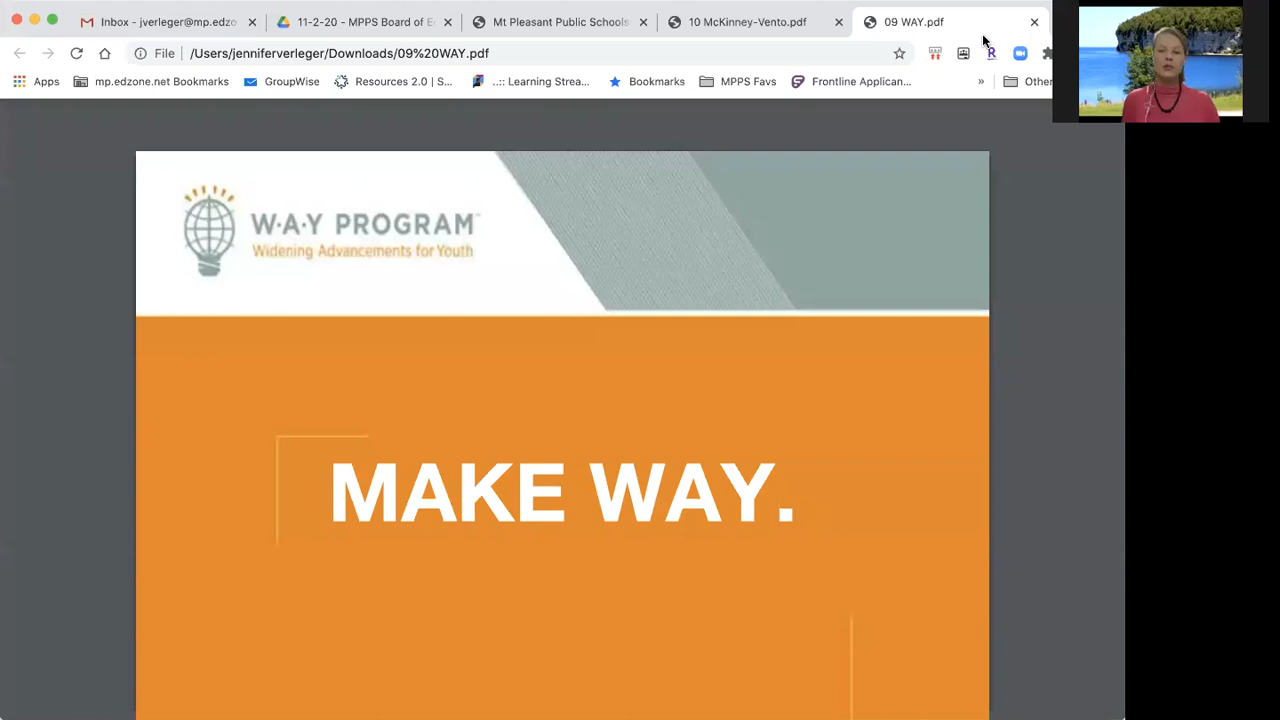 Inbox - jverleger@mp.edzo
11-2-20 - MPPS Board of E
Mt Pleasant Public Schools
10 McKinney-Vento.pdf
09 WAY.pdf
File
/Users/jenniferverleger/Downloads/09%20WAY.pdf
Apps
mp.edzone.net Bookmarks
GroupWise
Resources 2.0 | S...
..:: Learning Strea...
Bookmarks
MPPS Favs
Frontline Applican...
»
Other
W·A·Y PROGRAM™
Widening Advancements for Youth
MAKE WAY.